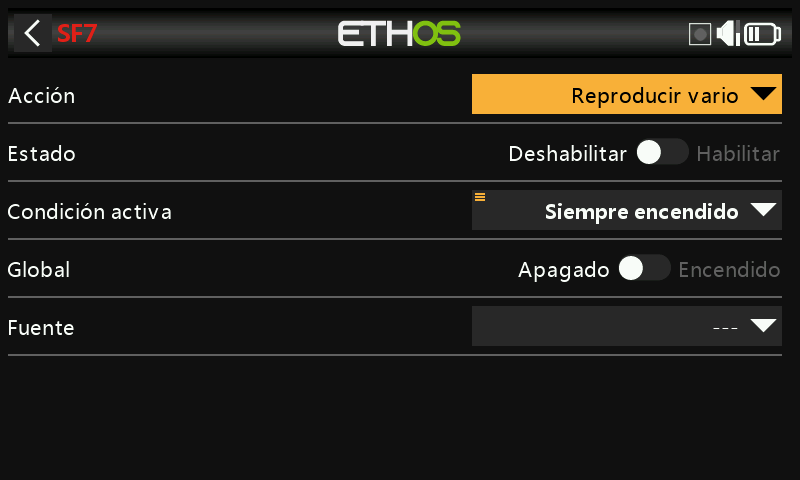 SF7 ETHOS
Acción Reproducir vario
Estado Deshabilitar Habilitar
Condición activa Siempre encendido
Global Apagado Encendido
Fuente ---